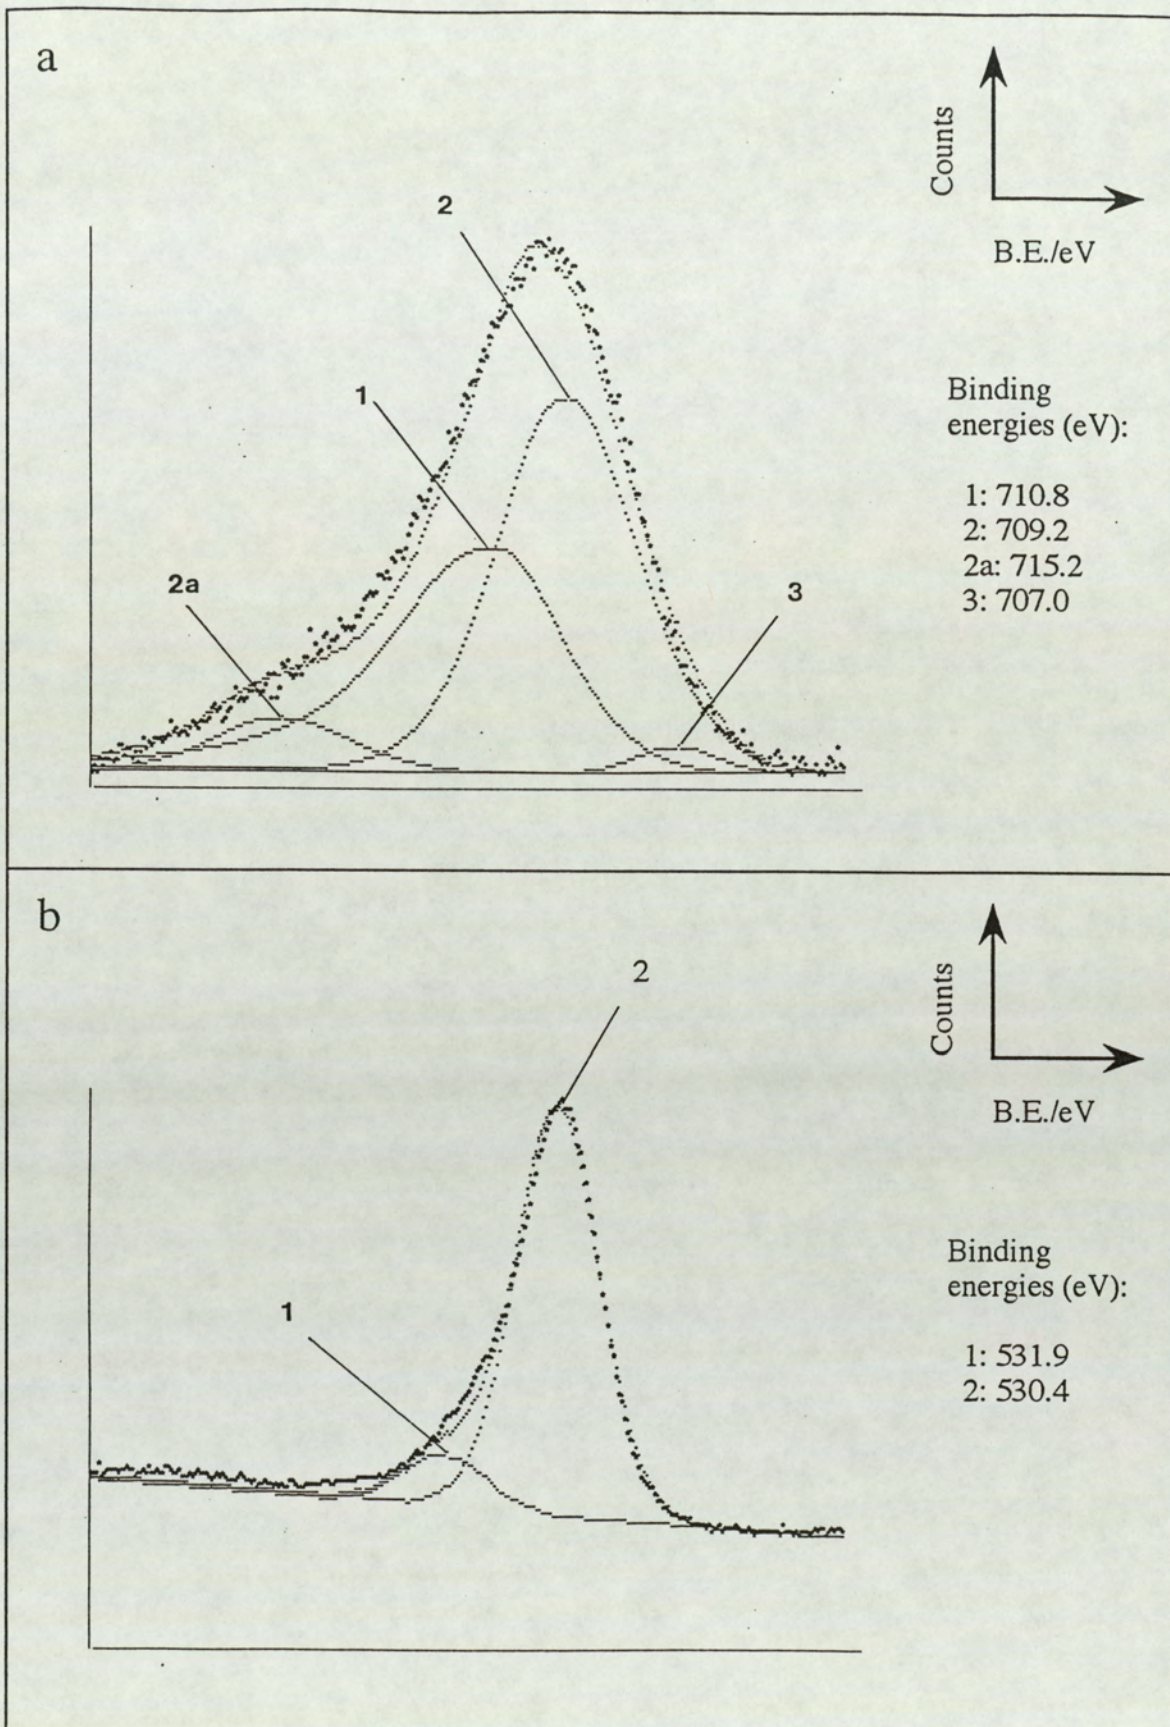 a
Counts
B.E./eV
2
1
2a
3
Binding
energies (eV):
1: 710.8
2: 709.2
2a: 715.2
3: 707.0
b
Counts
B.E./eV
2
1
Binding
energies (eV):
1: 531.9
2: 530.4